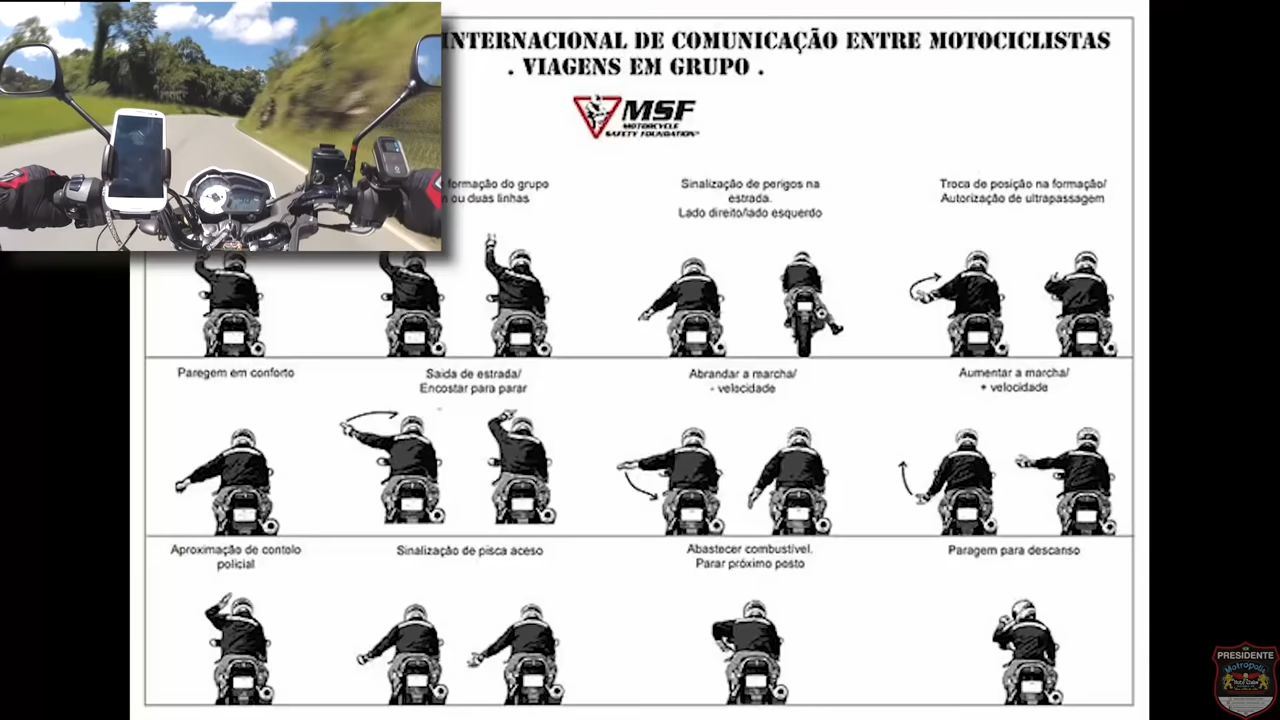 INTERNACIONAL DE COMUNICAÇÃO ENTRE MOTOCICLISTAS
. VIAGENS EM GRUPO .
MSF
MOTORCYCLE
SAFETY FOUNDATION
formação do grupo
ou duas linhas
Sinalização de perigos na
estrada.
Lado direito/lado esquerdo
Troca de posição na formação/
Autorização de ultrapassagem
Paregem em conforto
Saida de estrada/
Encostar para parar
Abrandar a marcha/
- velocidade
Aumentar a marcha/
+ velocidade
Aproximação de contolo
policial
Sinalização de pisca aceso
Abastecer combustível.
Parar próximo posto
Paragem para descanso
PRESIDENTE
Motropolis